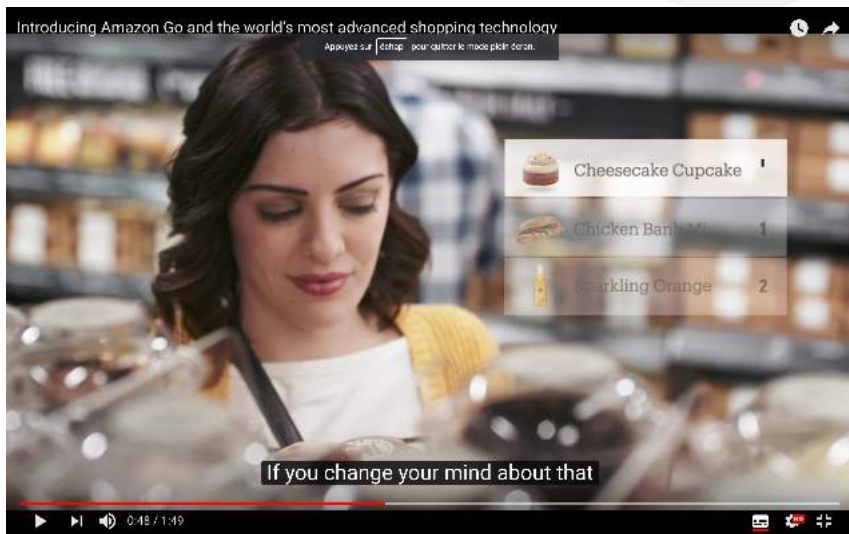 Introducing Amazon Go and the world's most advanced shopping technology
Appuyez sur échap pour quitter le mode plein écran.
Cheesecake Cupcake
Chicken Banh Mi 1
Sparkling Orange 2
If you change your mind about that
0:48 / 1:49
HD